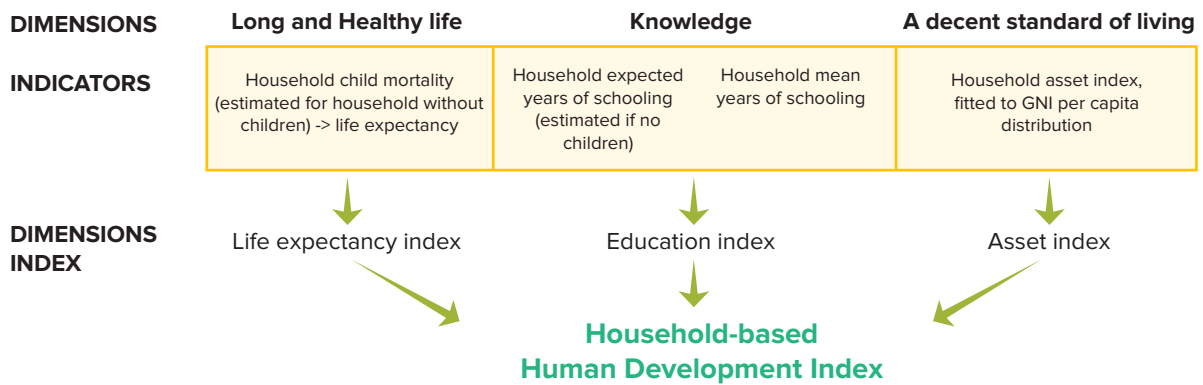 DIMENSIONS
Long and Healthy life
Knowledge
A decent standard of living
INDICATORS
Household child mortality
(estimated for household without
children) -> life expectancy
Household expected
years of schooling
(estimated if no
children)
Household mean
years of schooling
Household asset index,
fitted to GNI per capita
distribution
DIMENSIONS
INDEX
Life expectancy index
Education index
Asset index
Household-based
Human Development Index